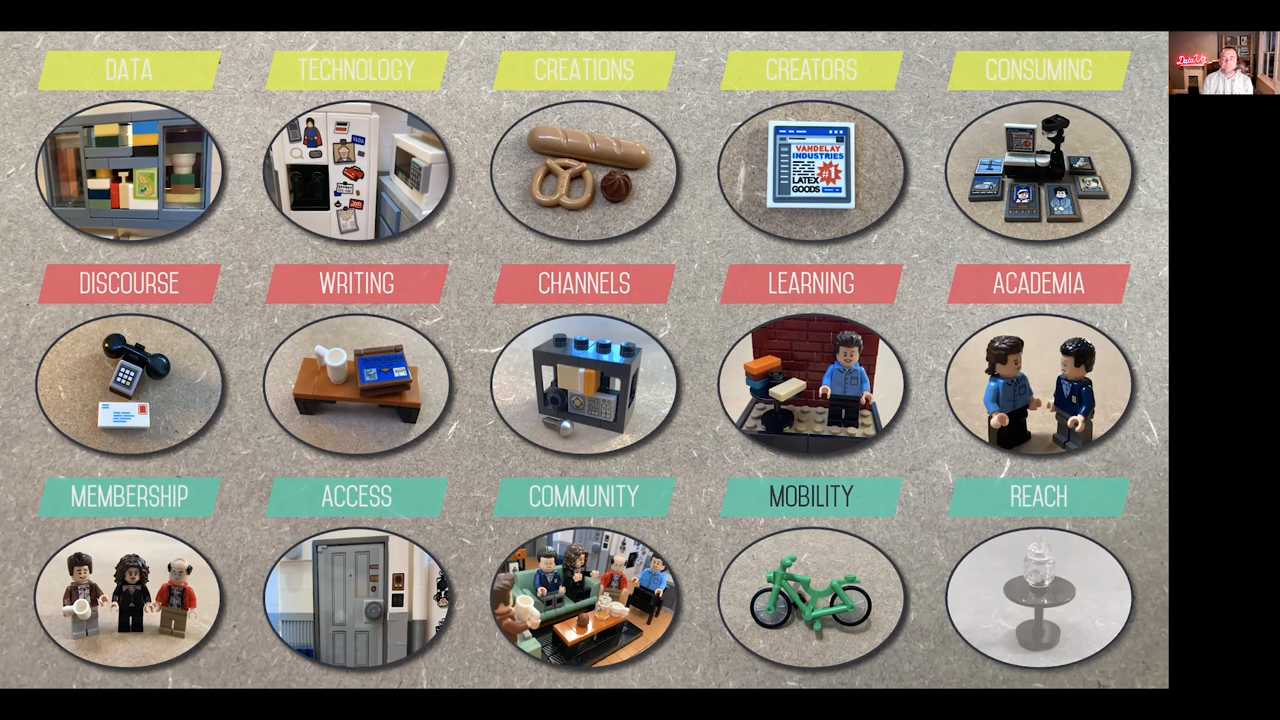 DATA
TECHNOLOGY
CREATIONS
CREATORS
CONSUMING
VANDELAY
INDUSTRIES
#1
LATEX
GOODS
DISCOURSE
WRITING
CHANNELS
LEARNING
ACADEMIA
MEMBERSHIP
ACCESS
COMMUNITY
MOBILITY
REACH